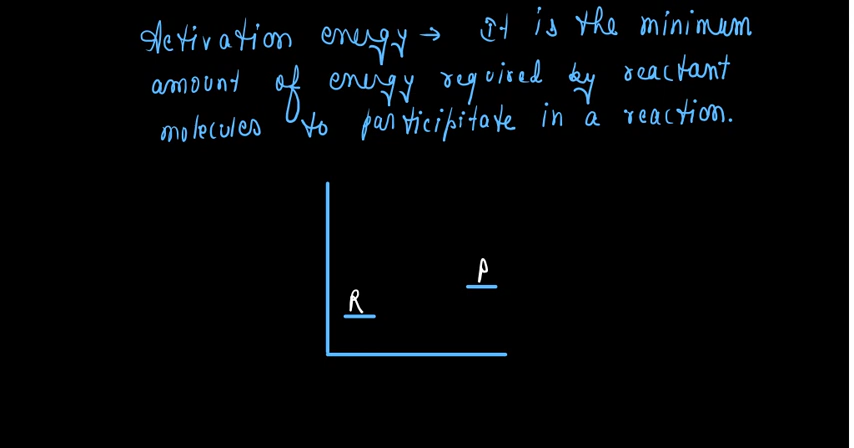 Activation energy → It is the minimum
amount of energy required by reactant
molecules to participitate in a reaction.
P
R